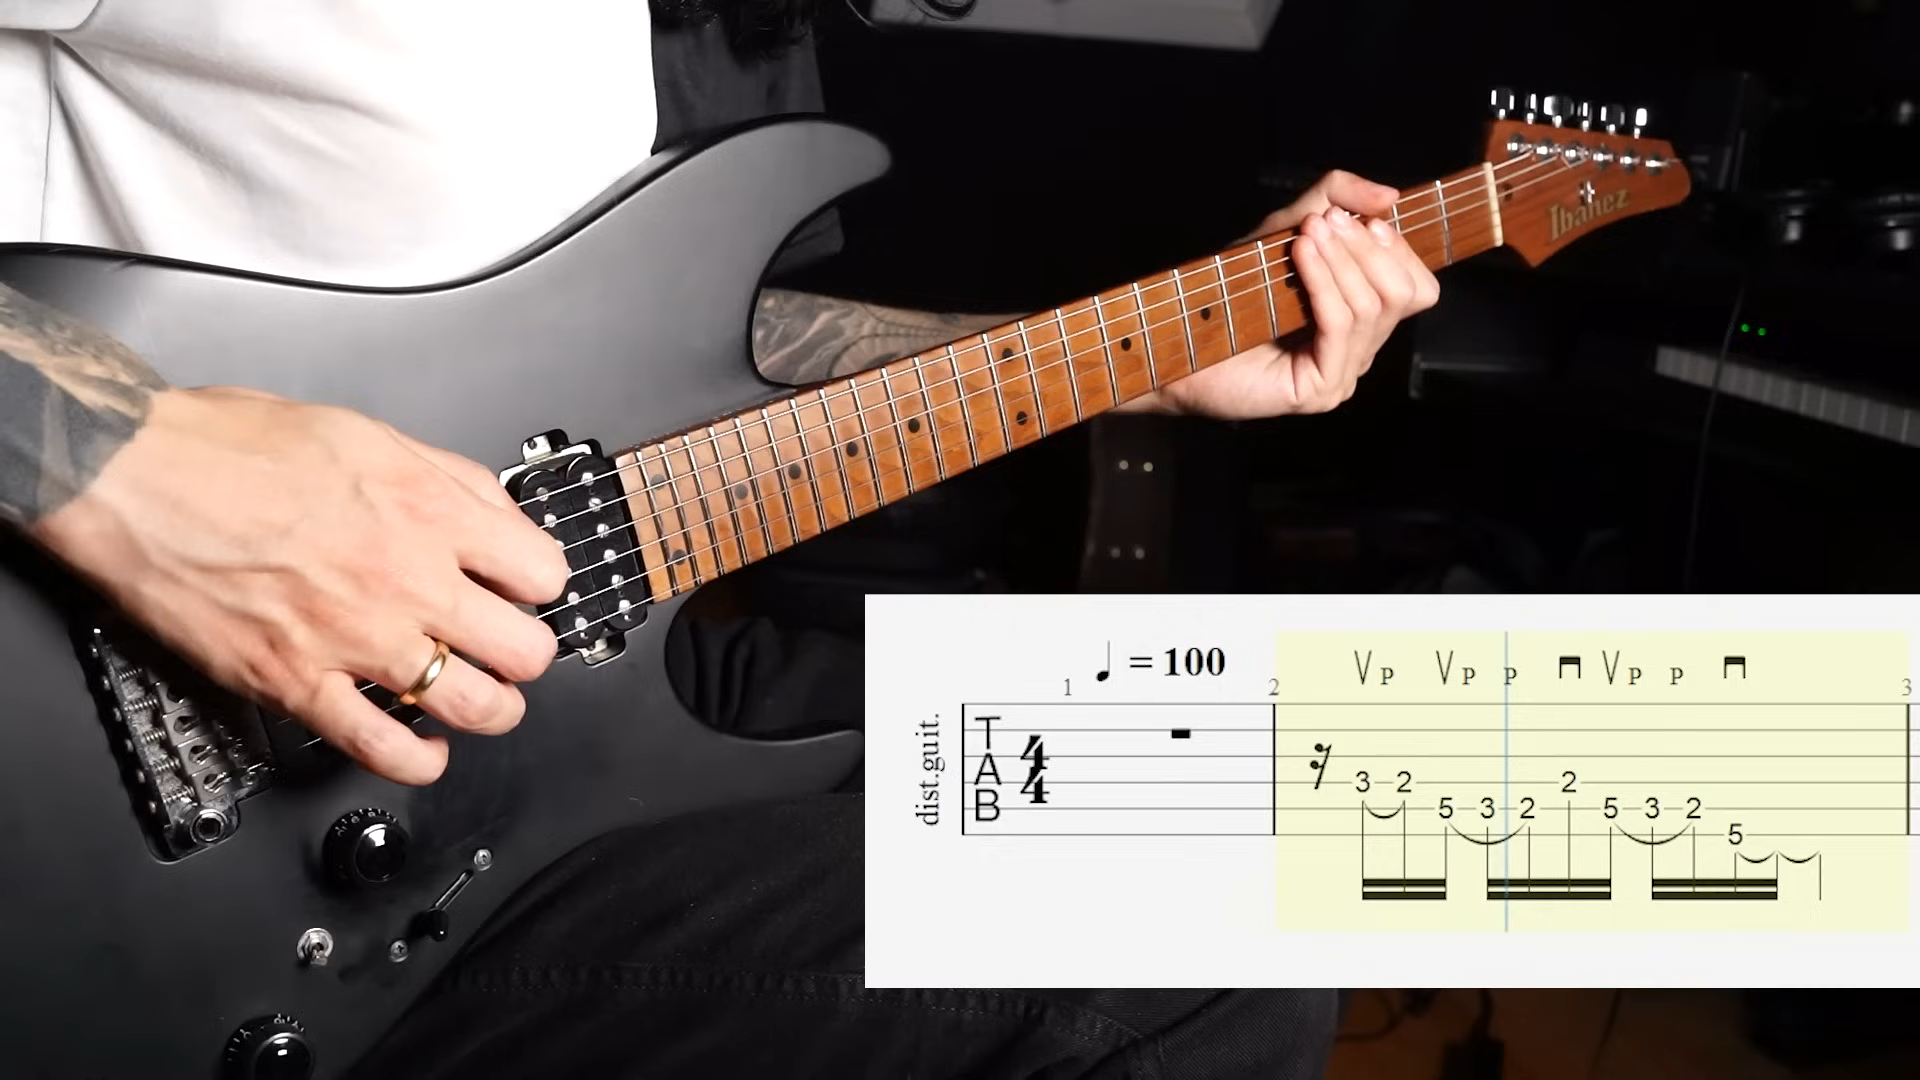 Ibanez
1 ♩ = 100 2 3
V P V P P V P P
dist.guit.
T
A
B
4
4
3 2 2
5 3 2 5 3 2
5